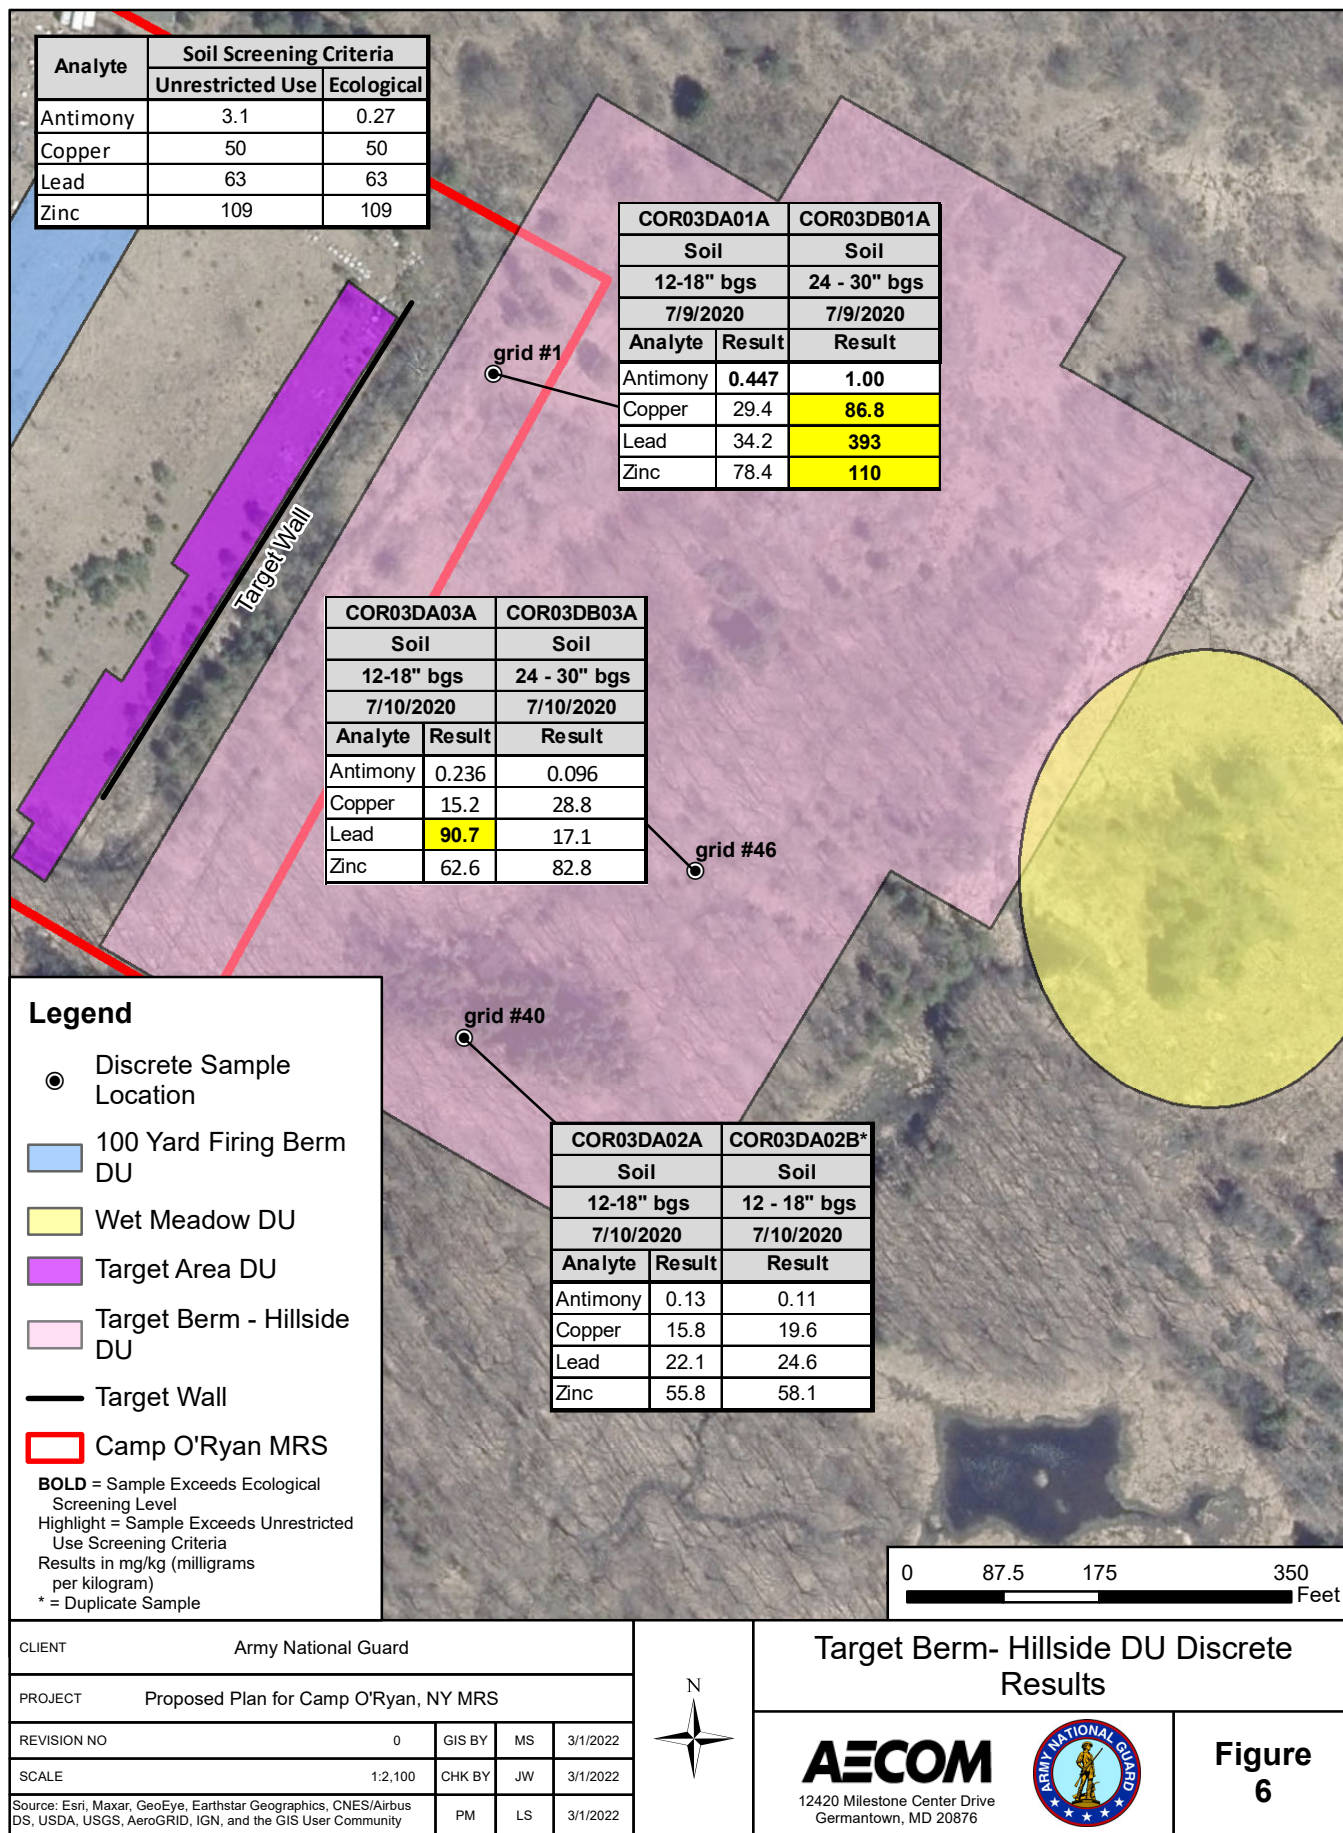 Analyte Soil Screening Criteria
Unrestricted Use Ecological
Antimony 3.1 0.27
Copper 50 50
Lead 63 63
Zinc 109 109
COR03DA01A COR03DB01A
Soil Soil
12-18" bgs 24 - 30" bgs
7/9/2020 7/9/2020
Analyte Result Result
Antimony 0.447 1.00
Copper 29.4 86.8
Lead 34.2 393
Zinc 78.4 110
grid #1
Target Wall
COR03DA03A COR03DB03A
Soil Soil
12-18" bgs 24 - 30" bgs
7/10/2020 7/10/2020
Analyte Result Result
Antimony 0.236 0.096
Copper 15.2 28.8
Lead 90.7 17.1
Zinc 62.6 82.8
grid #46
grid #40
COR03DA02A COR03DA02B*
Soil Soil
12-18" bgs 12 - 18" bgs
7/10/2020 7/10/2020
Analyte Result Result
Antimony 0.13 0.11
Copper 15.8 19.6
Lead 22.1 24.6
Zinc 55.8 58.1
Legend
Discrete Sample
Location
100 Yard Firing Berm
DU
Wet Meadow DU
Target Area DU
Target Berm - Hillside
DU
Target Wall
Camp O'Ryan MRS
BOLD = Sample Exceeds Ecological
Screening Level
Highlight = Sample Exceeds Unrestricted
Use Screening Criteria
Results in mg/kg (milligrams
per kilogram)
* = Duplicate Sample
0 87.5 175 350
Feet
CLIENT Army National Guard
PROJECT Proposed Plan for Camp O'Ryan, NY MRS
REVISION NO 0 GIS BY MS 3/1/2022
SCALE 1:2,100 CHK BY JW 3/1/2022
Source: Esri, Maxar, GeoEye, Earthstar Geographics, CNES/Airbus
DS, USDA, USGS, AeroGRID, IGN, and the GIS User Community
PM LS 3/1/2022
N
Target Berm- Hillside DU Discrete
Results
AECOM
12420 Milestone Center Drive
Germantown, MD 20876
ARMY NATIONAL GUARD
Figure
6